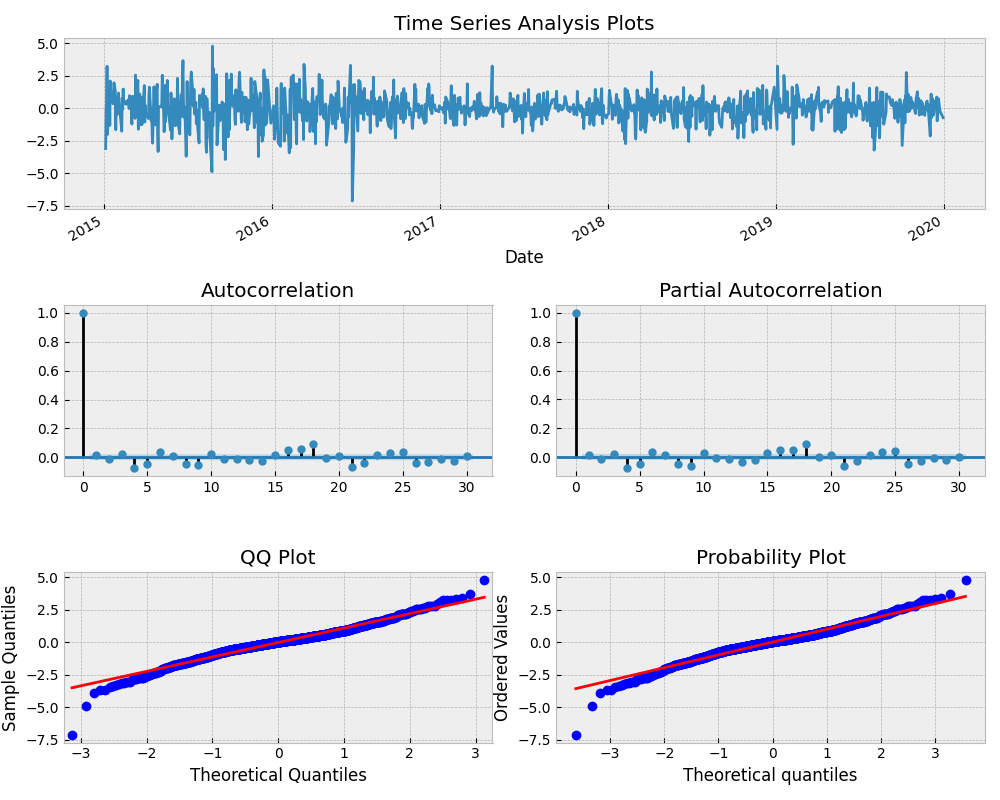 Time Series Analysis Plots
5.0
2.5
0.0
−2.5
−5.0
−7.5
2015 2016 2017 2018 2019 2020
Date
Autocorrelation
1.0
0.8
0.6
0.4
0.2
0.0
0 5 10 15 20 25 30
Partial Autocorrelation
1.0
0.8
0.6
0.4
0.2
0.0
0 5 10 15 20 25 30
QQ Plot
Sample Quantiles
5.0
2.5
0.0
−2.5
−5.0
−7.5
−3 −2 −1 0 1 2 3
Theoretical Quantiles
Probability Plot
Ordered Values
5.0
2.5
0.0
−2.5
−5.0
−7.5
−3 −2 −1 0 1 2 3
Theoretical quantiles